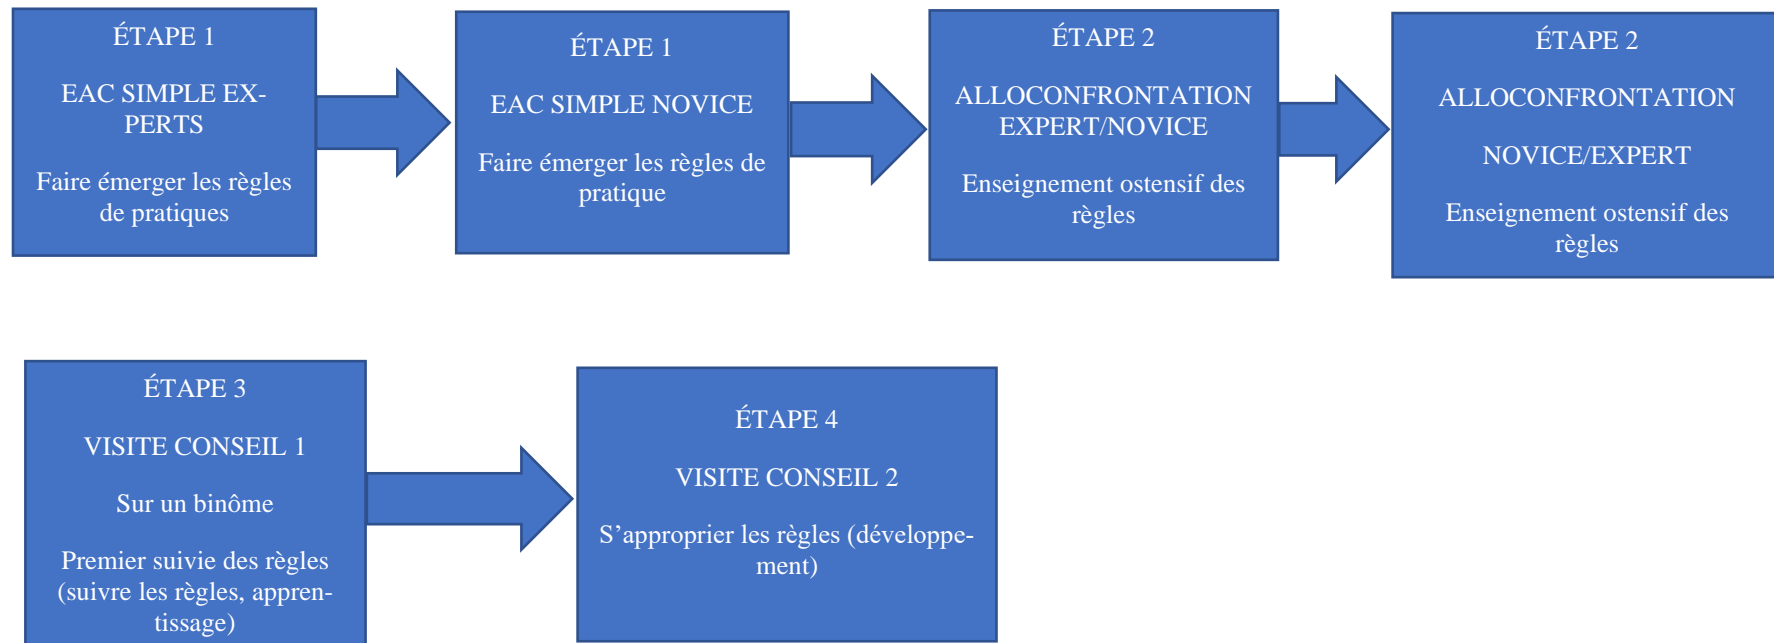 ÉTAPE 1
EAC SIMPLE EX-
PERTS
Faire émerger les règles
de pratiques
ÉTAPE 1
EAC SIMPLE NOVICE
Faire émerger les règles de
pratique
ÉTAPE 2
ALLOCONFRONTATION
EXPERT/NOVICE
Enseignement ostensif des
règles
ÉTAPE 2
ALLOCONFRONTATION
NOVICE/EXPERT
Enseignement ostensif des
règles
ÉTAPE 3
VISITE CONSEIL 1
Sur un binôme
Premier suivie des règles
(suivre les règles, appren-
tissage)
ÉTAPE 4
VISITE CONSEIL 2
S’approprier les règles (développe-
ment)